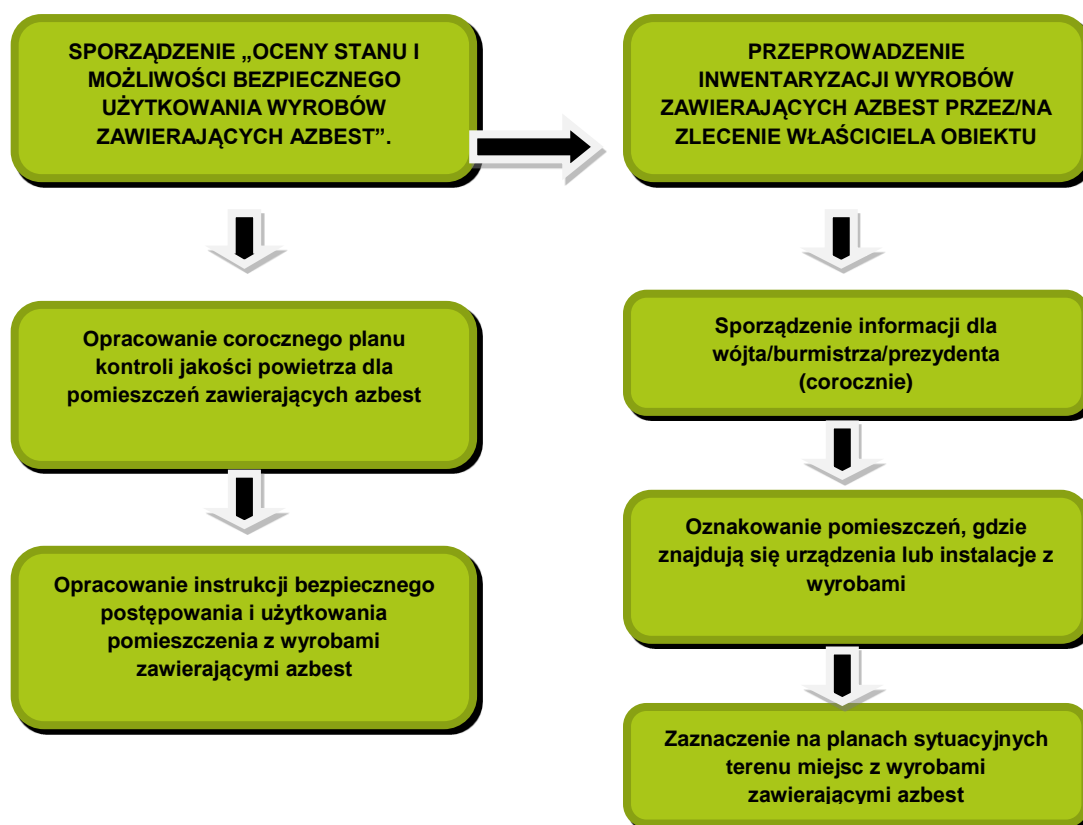 SPORZĄDZENIE „OCENY STANU I
MOŻLIWOŚCI BEZPIECZNEGO
UŻYTKOWANIA WYROBÓW
ZAWIERAJĄCYCH AZBEST”.
PRZEPROWADZENIE
INWENTARYZACJI WYROBÓW
ZAWIERAJĄCYCH AZBEST PRZEZ/NA
ZLECENIE WŁAŚCICIELA OBIEKTU
Opracowanie corocznego planu
kontroli jakości powietrza dla
pomieszczeń zawierających azbest
Sporządzenie informacji dla
wójta/burmistrza/prezydenta
(corocznie)
Opracowanie instrukcji bezpiecznego
postępowania i użytkowania
pomieszczenia z wyrobami
zawierającymi azbest
Oznakowanie pomieszczeń, gdzie
znajdują się urządzenia lub instalacje z
wyrobami
Zaznaczenie na planach sytuacyjnych
terenu miejsc z wyrobami
zawierającymi azbest